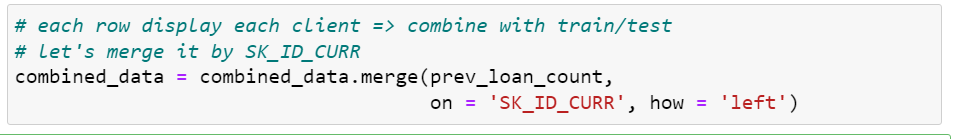 # each row display each client => combine with train/test
# let's merge it by SK_ID_CURR
combined_data = combined_data.merge(prev_loan_count,
on = 'SK_ID_CURR', how = 'left')